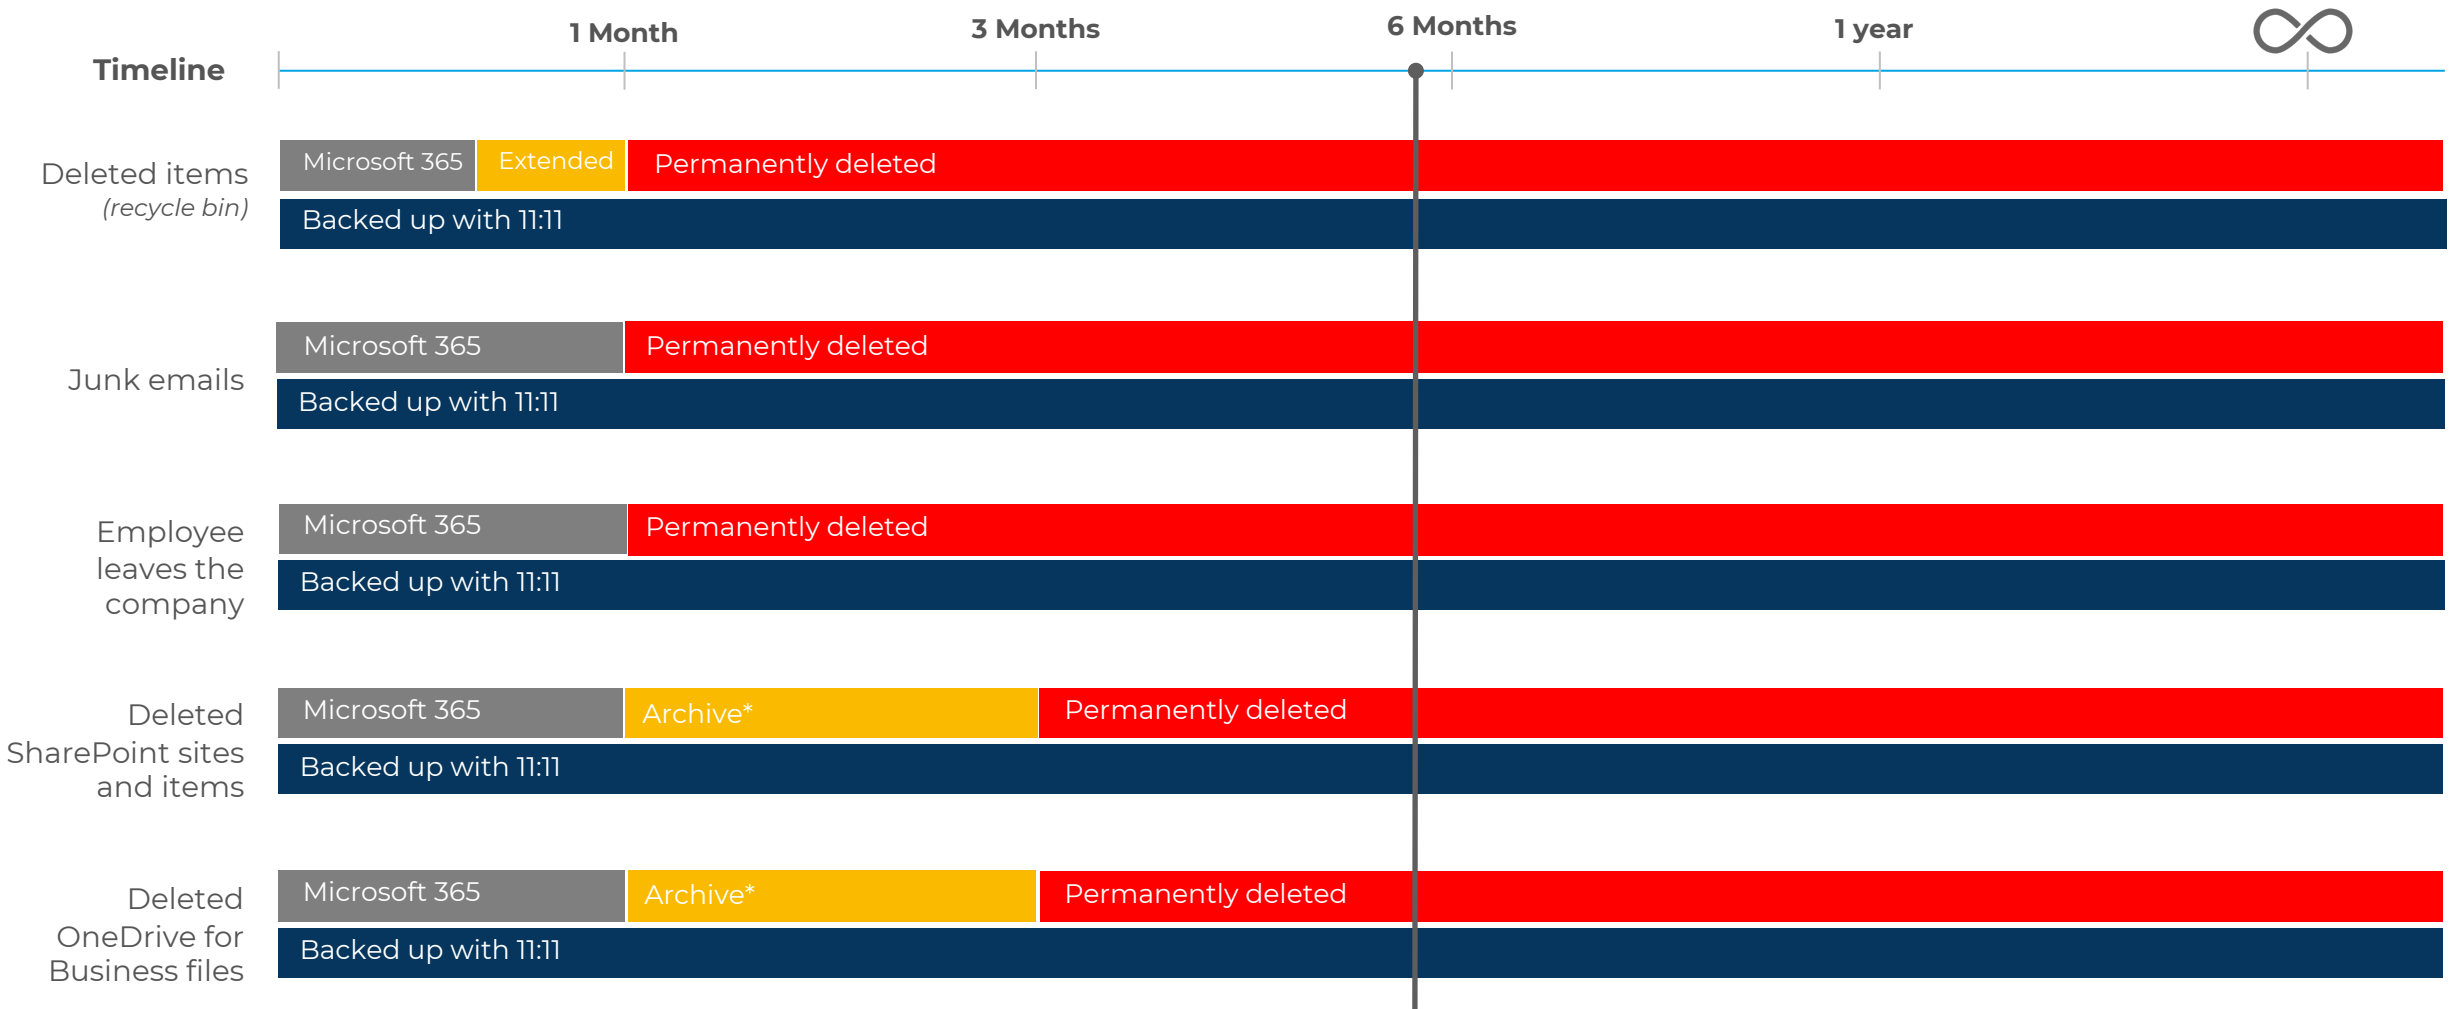 1 Month
3 Months
6 Months
1 year
Timeline
Deleted items
(recycle bin)
Microsoft 365
Extended
Permanently deleted
Backed up with 11:11
Junk emails
Microsoft 365
Permanently deleted
Backed up with 11:11
Employee
leaves the
company
Microsoft 365
Permanently deleted
Backed up with 11:11
Deleted
SharePoint sites
and items
Microsoft 365
Archive*
Permanently deleted
Backed up with 11:11
Deleted
OneDrive for
Business files
Microsoft 365
Archive*
Permanently deleted
Backed up with 11:11